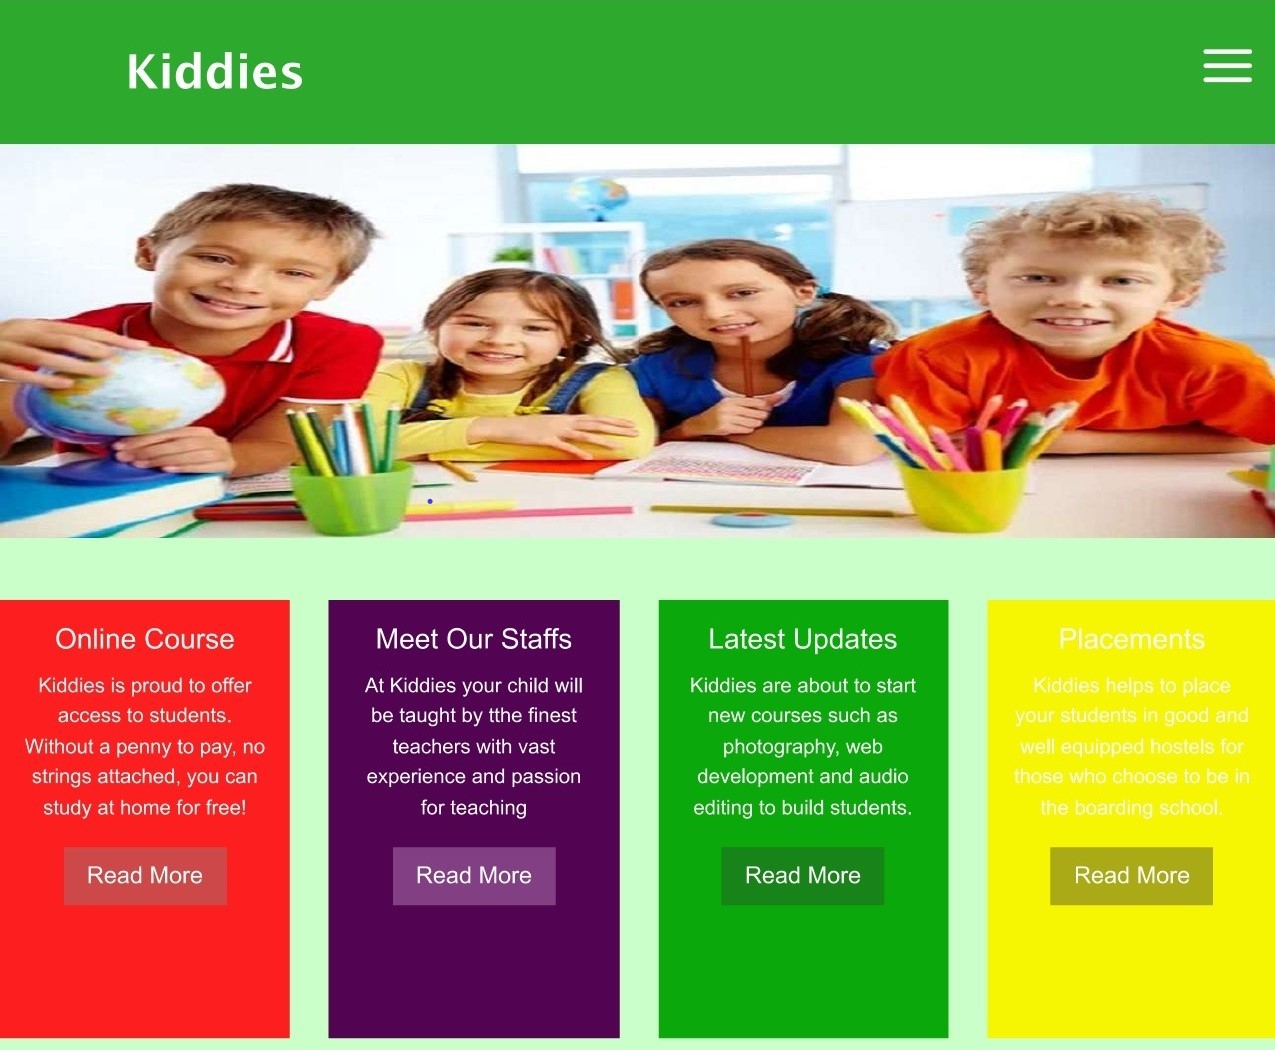 Kiddies
Online Course
Kiddies is proud to offer
access to students.
Without a penny to pay, no
strings attached, you can
study at home for free!
Read More
Meet Our Staffs
At Kiddies your child will
be taught by tthe finest
teachers with vast
experience and passion
for teaching
Read More
Latest Updates
Kiddies are about to start
new courses such as
photography, web
development and audio
editing to build students.
Read More
Placements
Kiddies helps to place
your students in good and
well equipped hostels for
those who choose to be in
the boarding school.
Read More